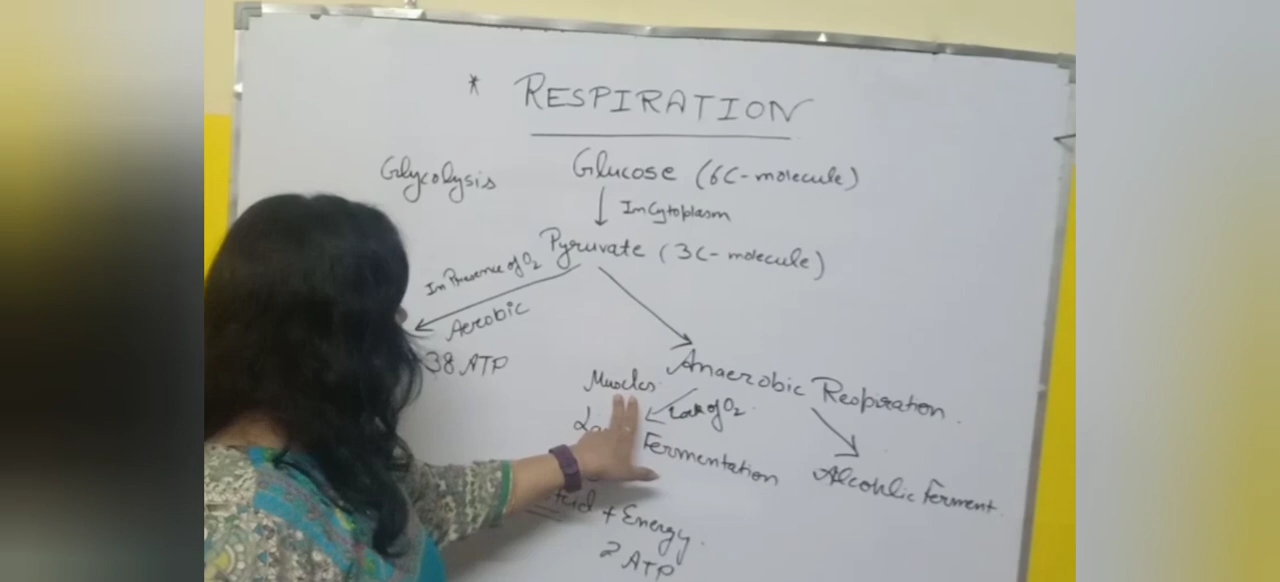 * RESPIRATION
Glycolysis
Glucose (6C-molecule)
In Cytoplasm
Pyruvate (3C-molecule)
In Presence of O2
Aerobic
38 ATP
Anaerobic Respiration.
Muscles
Lack of O2.
Fermentation
Alcohlic Ferment.
+ Energy.
2 ATP